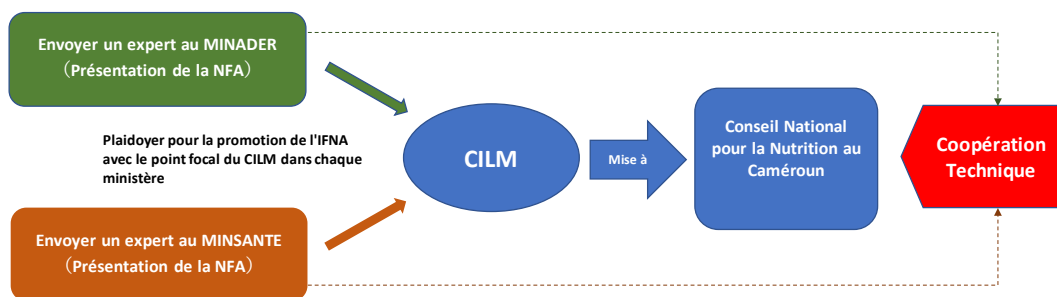 Envoyer un expert au MINADER
（Présentation de la NFA）
Plaidoyer pour la promotion de l'IFNA
avec le point focal du CILM dans chaque
ministère
Envoyer un expert au MINSANTE
（Présentation de la NFA）
CILM
Mise à
Conseil National
pour la Nutrition au
Caméroun
Coopération
Technique